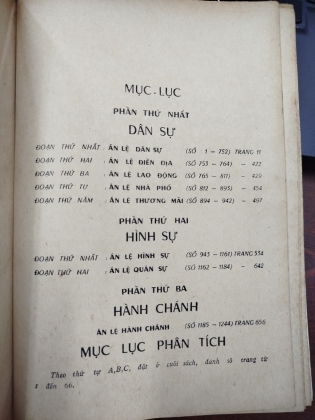 MỤC - LỤC
PHẦN THỨ NHẤT
DÂN SỰ
ĐOẠN THỨ NHẤT : ÁN LỆ DÂN SỰ (SỐ 1 — 752) TRANG 11
ĐOẠN THỨ HAI : ÁN LỆ ĐIỀN ĐỊA (SỐ 753 — 764) — 422
ĐOẠN THỨ BA : ÁN LỆ LAO ĐỘNG (SỐ 765 — 811) — 429
ĐOẠN THỨ TƯ : ÁN LỆ NHÀ PHỐ (SỐ 812 — 893) — 454
ĐOẠN THỨ NĂM : ÁN LỆ THƯƠNG MÃI (SỐ 894 — 942) — 497
PHẦN THỨ HAI
HÌNH SỰ
ĐOẠN THỨ NHẤT : ÁN LỆ HÌNH SỰ (SỐ 943 — 1161) TRANG 534
ĐOẠN THỨ HAI : ÁN LỆ QUÂN SỰ (SỐ 1162 — 1184) — 642
PHẦN THỨ BA
HÀNH CHÁNH
ÁN LỆ HÀNH CHÁNH (SỐ 1185 — 1244) TRANG 656
MỤC LỤC PHÂN TÍCH
Theo thứ tự A,B,C, đặt ở cuối sách, đánh số trang từ
1 đến 66.